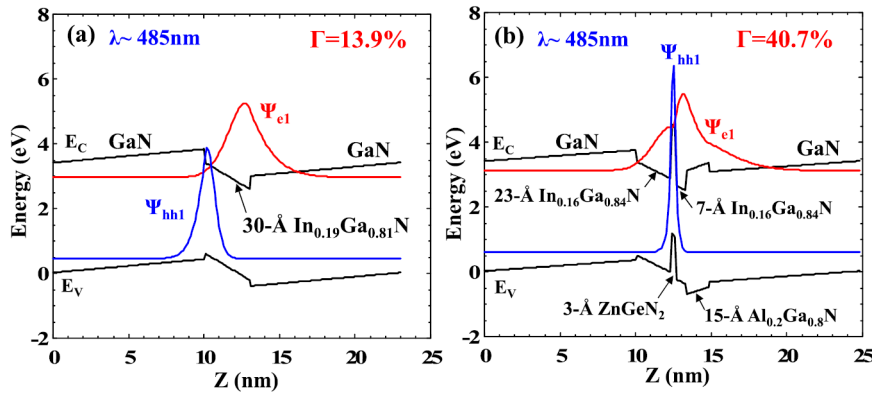 (a)
λ~ 485nm
Γ=13.9%
Ψe1
EC
GaN
GaN
Ψhh1
30-Å In0.19Ga0.81N
EV
8
6
4
2
0
-2
Energy (eV)
0 5 10 15 20 25
Z (nm)
(b)
λ~ 485nm
Γ=40.7%
Ψhh1
Ψe1
EC
GaN
GaN
23-Å In0.16Ga0.84N
7-Å In0.16Ga0.84N
EV
3-Å ZnGeN2
15-Å Al0.2Ga0.8N
8
6
4
2
0
-2
Energy (eV)
0 5 10 15 20 25
Z (nm)